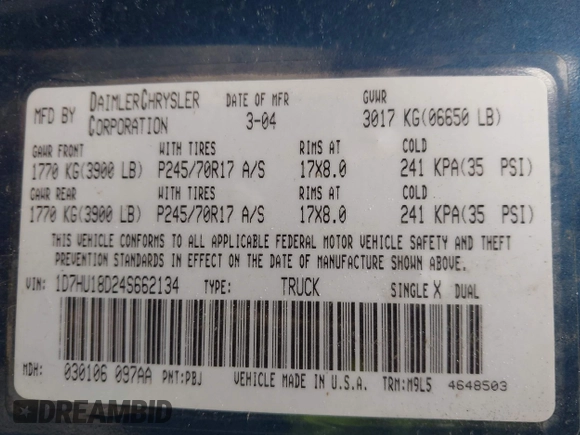 MFD BY DAIMLERCHRYSLER CORPORATION DATE OF MFR 3-04 GVWR 3017 KG(06650 LB)
GAWR FRONT WITH TIRES RIMS AT COLD
1770 KG(3900 LB) P245/70R17 A/S 17X8.0 241 KPA(35 PSI)
GAWR REAR WITH TIRES RIMS AT COLD
1770 KG(3900 LB) P245/70R17 A/S 17X8.0 241 KPA(35 PSI)
THIS VEHICLE CONFORMS TO ALL APPLICABLE FEDERAL MOTOR VEHICLE SAFETY AND THEFT
PREVENTION STANDARDS IN EFFECT ON THE DATE OF MANUFACTURE SHOWN ABOVE.
VIN: 1D7HU18D24S662134 TYPE: TRUCK SINGLE X DUAL
MDH: 030106 097AA PNT:PBJ VEHICLE MADE IN U.S.A. TRM:M9L5 4648503
DREAMBID